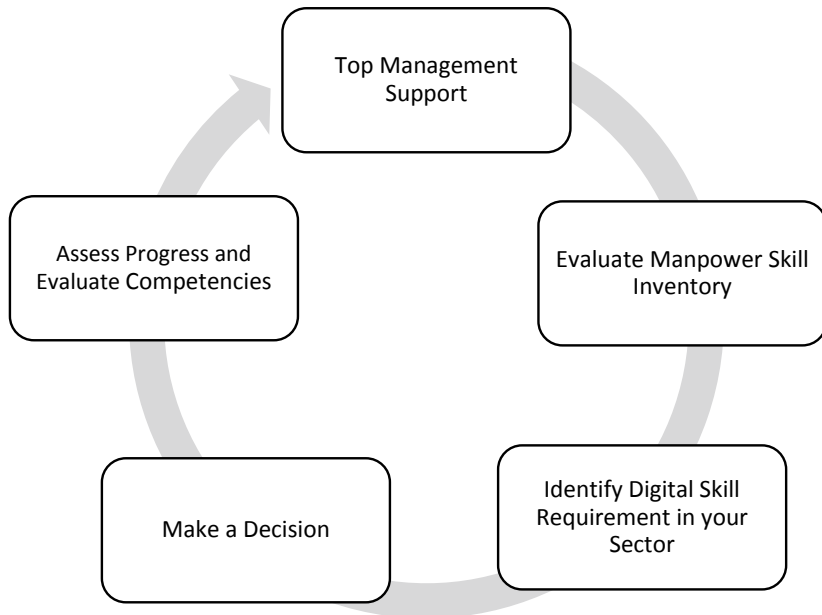 Top Management
Support
Evaluate Manpower Skill
Inventory
Identify Digital Skill
Requirement in your
Sector
Make a Decision
Assess Progress and
Evaluate Competencies